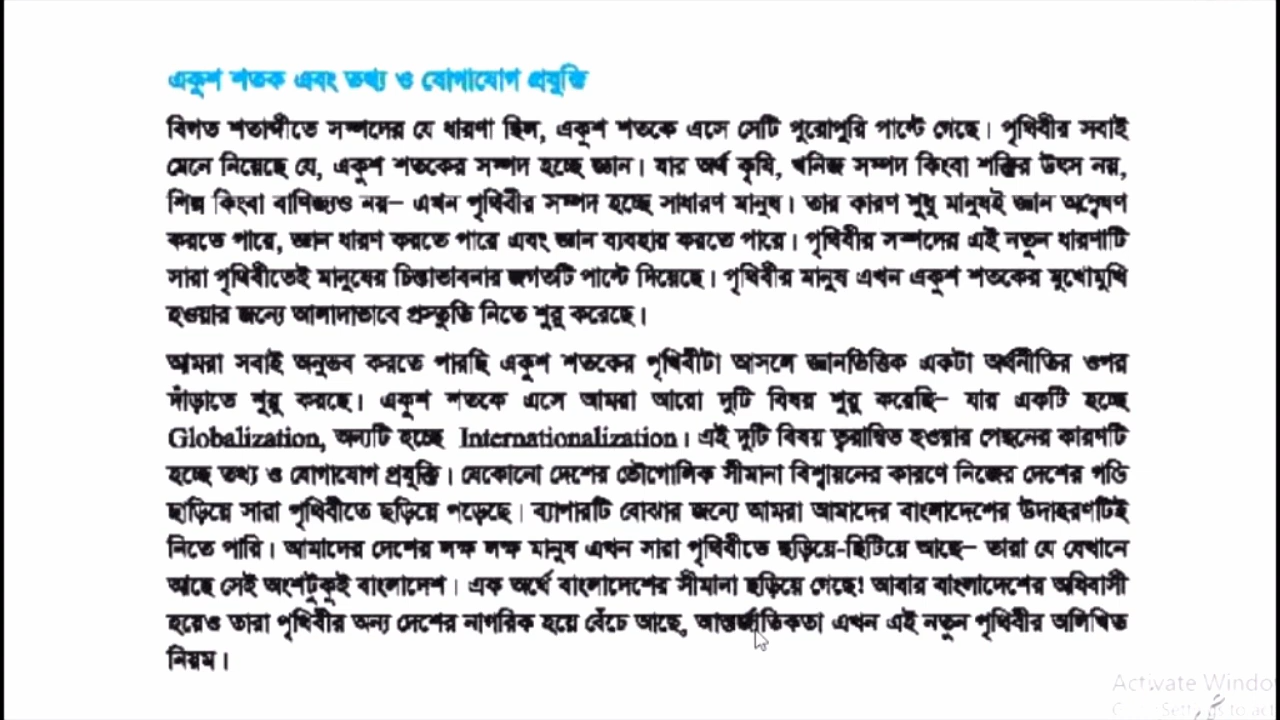 একুশ শতক এবং তথ্য ও যোগাযোগ প্রযুক্তি
বিগত শতাব্দীতে সম্পদের যে ধারণা ছিল, একুশ শতকে এসে সেটি পুরোপুরি পাল্টে গেছে। পৃথিবীর সবাই
মেনে নিয়েছে যে, একুশ শতকের সম্পদ হচ্ছে জ্ঞান। যার অর্থ কৃষি, খনিজ সম্পদ কিংবা শক্তির উৎস নয়,
শিল্প কিংবা বাণিজ্যও নয়– এখন পৃথিবীর সম্পদ হচ্ছে সাধারণ মানুষ। তার কারণ শুধু মানুষই জ্ঞান অন্বেষণ
করতে পারে, জ্ঞান ধারণ করতে পারে এবং জ্ঞান ব্যবহার করতে পারে। পৃথিবীর সম্পদের এই নতুন ধারণাটি
সারা পৃথিবীতেই মানুষের চিন্তাভাবনার জগতটি পাল্টে দিয়েছে। পৃথিবীর মানুষ এখন একুশ শতকের মুখোমুখি
হওয়ার জন্যে আলাদাভাবে প্রস্তুতি নিতে শুরু করেছে।
আমরা সবাই অনুভব করতে পারছি একুশ শতকের পৃথিবীটা আসলে জ্ঞানভিত্তিক একটা অর্থনীতির ওপর
দাঁড়াতে শুরু করছে। একুশ শতকে এসে আমরা আরো দুটি বিষয় শুরু করেছি– যার একটি হচ্ছে
Globalization, অন্যটি হচ্ছে Internationalization। এই দুটি বিষয় ত্বরান্বিত হওয়ার পেছনের কারণটি
হচ্ছে তথ্য ও যোগাযোগ প্রযুক্তি। যেকোনো দেশের ভৌগোলিক সীমানা বিশ্বায়নের কারণে নিজের দেশের গন্ডি
ছাড়িয়ে সারা পৃথিবীতে ছড়িয়ে পড়েছে। ব্যাপারটি বোঝার জন্যে আমরা আমাদের বাংলাদেশের উদাহরণটিই
নিতে পারি। আমাদের দেশের লক্ষ লক্ষ মানুষ এখন সারা পৃথিবীতে ছড়িয়ে-ছিটিয়ে আছে– তারা যে যেখানে
আছে সেই অংশটুকুই বাংলাদেশ। এক অর্থে বাংলাদেশের সীমানা ছড়িয়ে গেছে! আবার বাংলাদেশের অধিবাসী
হয়েও তারা পৃথিবীর অন্য দেশের নাগরিক হয়ে বেঁচে আছে, আন্তর্জাতিকতা এখন এই নতুন পৃথিবীর অলিখিত
নিয়ম।
Activate Windo